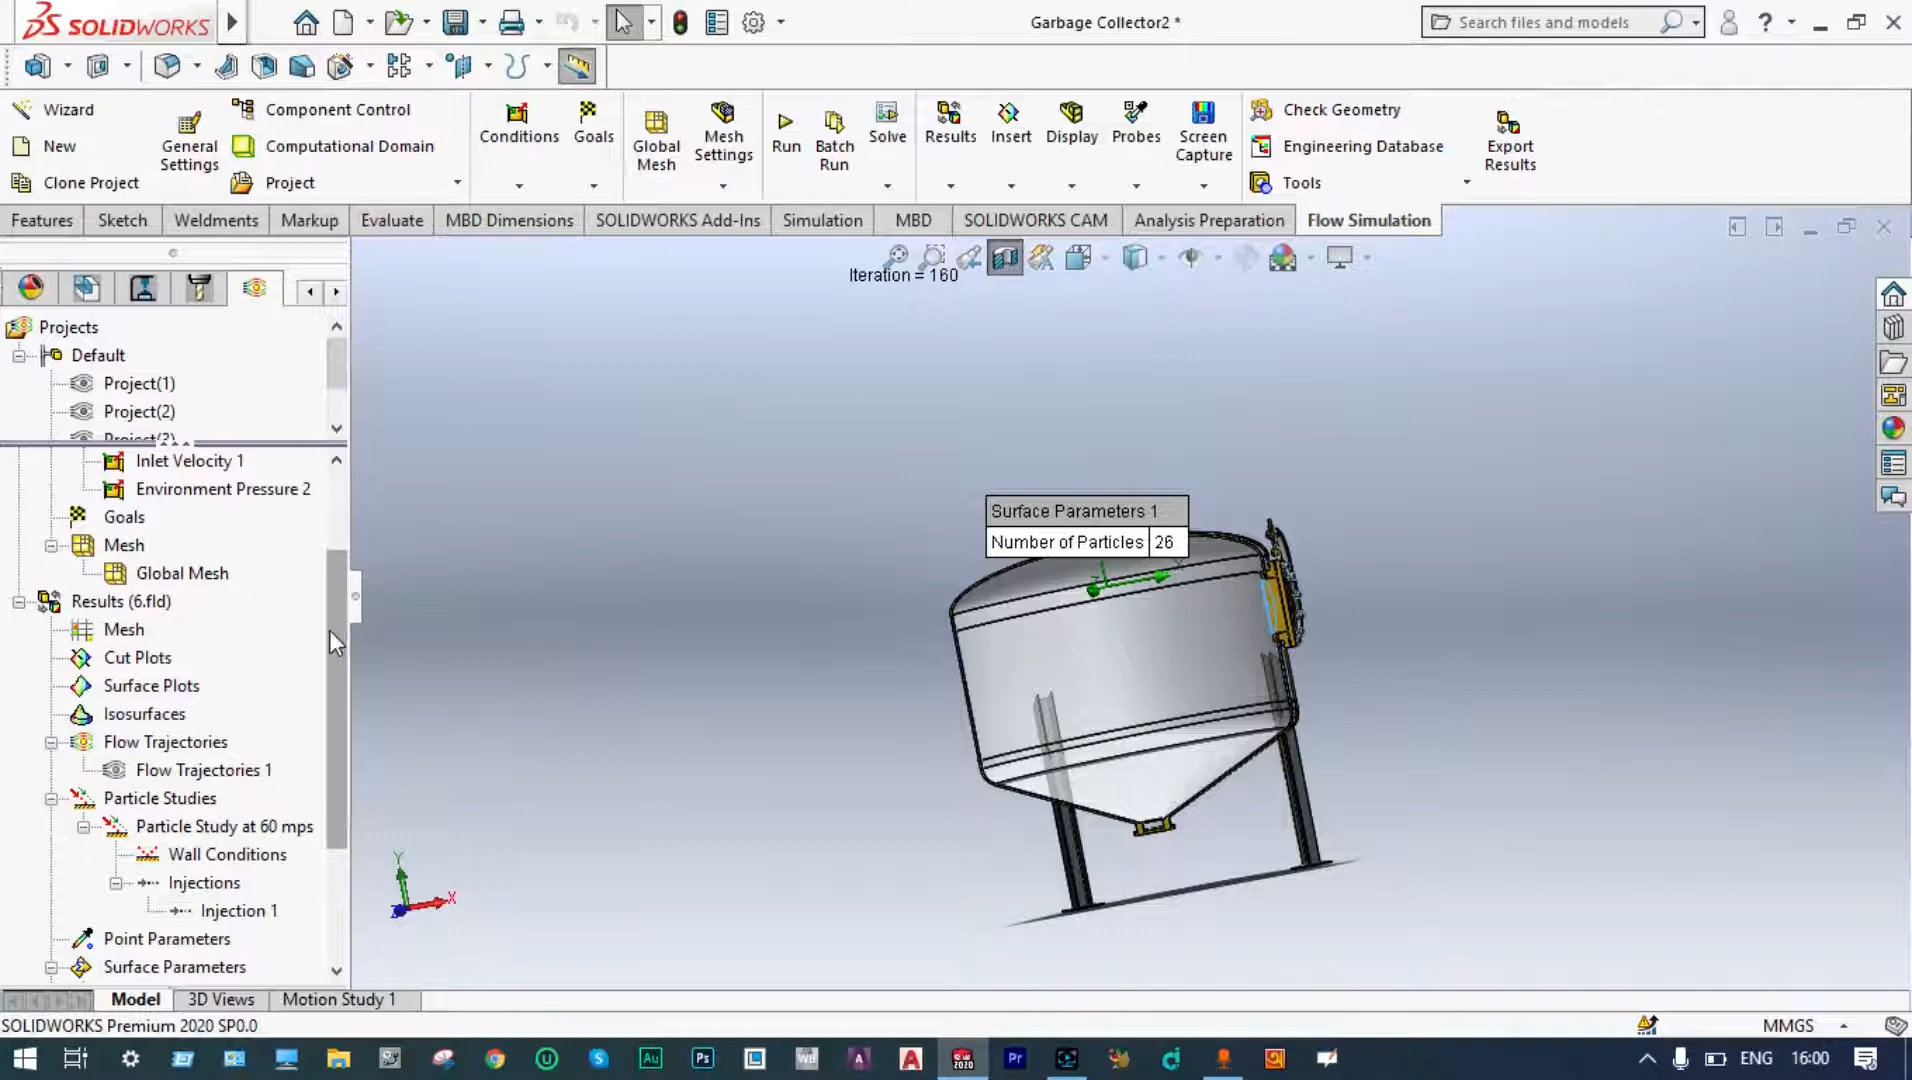 SOLIDWORKS
Garbage Collector2 *
Search files and models
Wizard
New
Clone Project
General
Settings
Component Control
Computational Domain
Project
Conditions
Goals
Global
Mesh
Mesh
Settings
Run
Batch
Run
Solve
Results
Insert
Display
Probes
Screen
Capture
Check Geometry
Engineering Database
Tools
Export
Results
Features
Sketch
Weldments
Markup
Evaluate
MBD Dimensions
SOLIDWORKS Add-Ins
Simulation
MBD
SOLIDWORKS CAM
Analysis Preparation
Flow Simulation
Iteration = 160
Projects
Default
Project(1)
Project(2)
Project(3)
Inlet Velocity 1
Environment Pressure 2
Goals
Mesh
Global Mesh
Results (6.fld)
Mesh
Cut Plots
Surface Plots
Isosurfaces
Flow Trajectories
Flow Trajectories 1
Particle Studies
Particle Study at 60 mps
Wall Conditions
Injections
Injection 1
Point Parameters
Surface Parameters
Surface Parameters 1
Number of Particles 26
Y
X
Z
Model
3D Views
Motion Study 1
SOLIDWORKS Premium 2020 SP0.0
MMGS
ENG
16:00